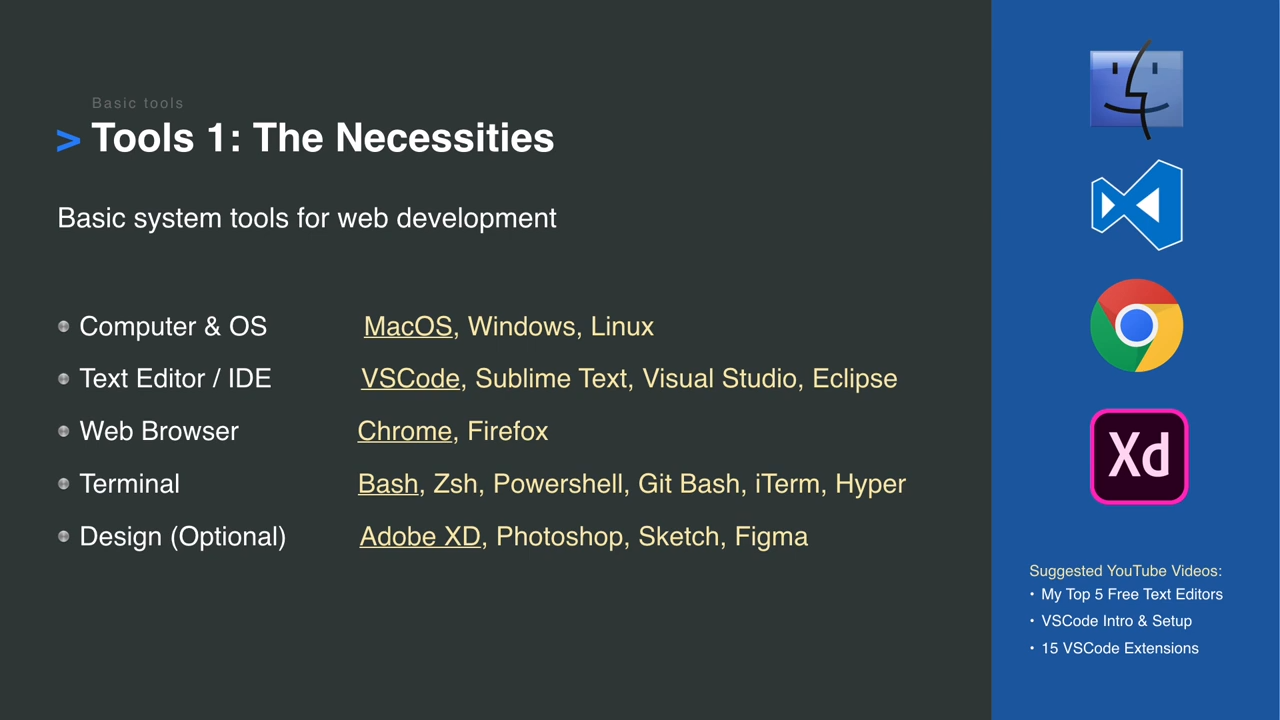 Basic tools
> Tools 1: The Necessities
Basic system tools for web development
Computer & OS MacOS, Windows, Linux
Text Editor / IDE VSCode, Sublime Text, Visual Studio, Eclipse
Web Browser Chrome, Firefox
Terminal Bash, Zsh, Powershell, Git Bash, iTerm, Hyper
Design (Optional) Adobe XD, Photoshop, Sketch, Figma
Xd
Suggested YouTube Videos:
• My Top 5 Free Text Editors
• VSCode Intro & Setup
• 15 VSCode Extensions